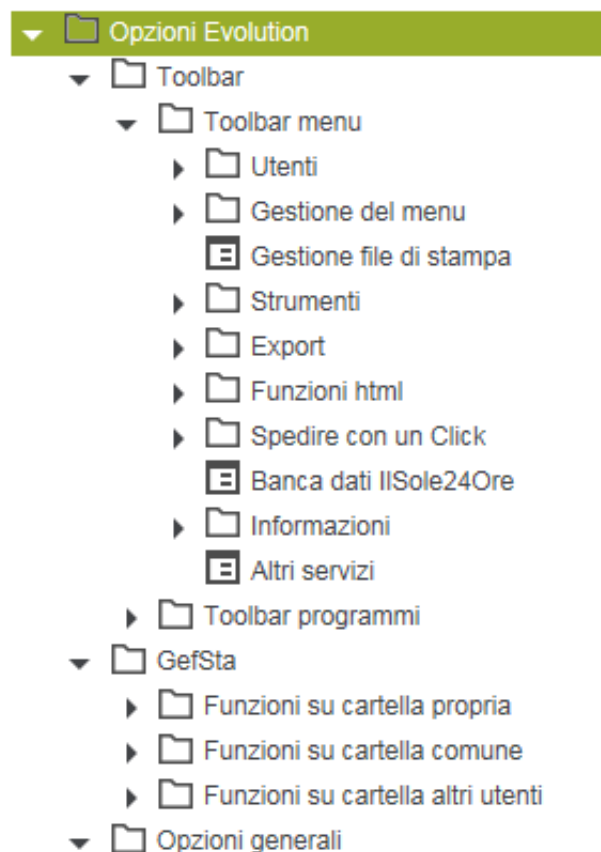 Opzioni Evolution
Toolbar
Toolbar menu
Utenti
Gestione del menu
Gestione file di stampa
Strumenti
Export
Funzioni html
Spedire con un Click
Banca dati IlSole24Ore
Informazioni
Altri servizi
Toolbar programmi
GefSta
Funzioni su cartella propria
Funzioni su cartella comune
Funzioni su cartella altri utenti
Opzioni generali